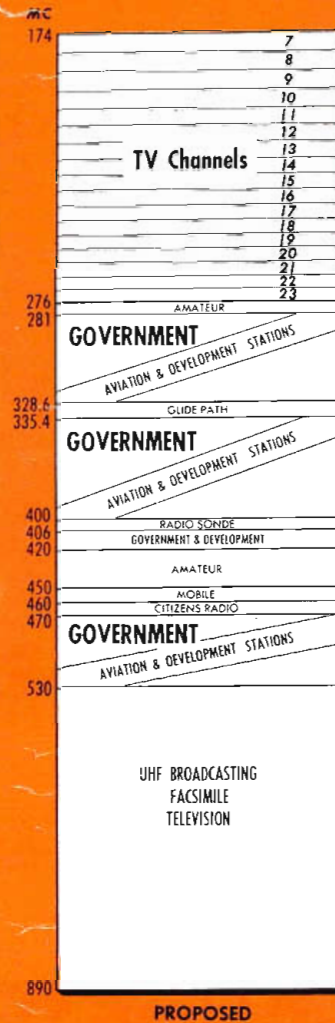 MC
174
7
8
9
10
11
12
TV Channels
13
14
15
16
17
18
19
20
21
22
23
276
AMATEUR
281
GOVERNMENT
AVIATION & DEVELOPMENT STATIONS
328.6
GLIDE PATH
335.4
GOVERNMENT
AVIATION & DEVELOPMENT STATIONS
400
RADIO SONDE
406
GOVERNMENT & DEVELOPMENT
420
AMATEUR
450
MOBILE
460
CITIZENS RADIO
470
GOVERNMENT
AVIATION & DEVELOPMENT STATIONS
530
UHF BROADCASTING
FACSIMILE
TELEVISION
890
PROPOSED